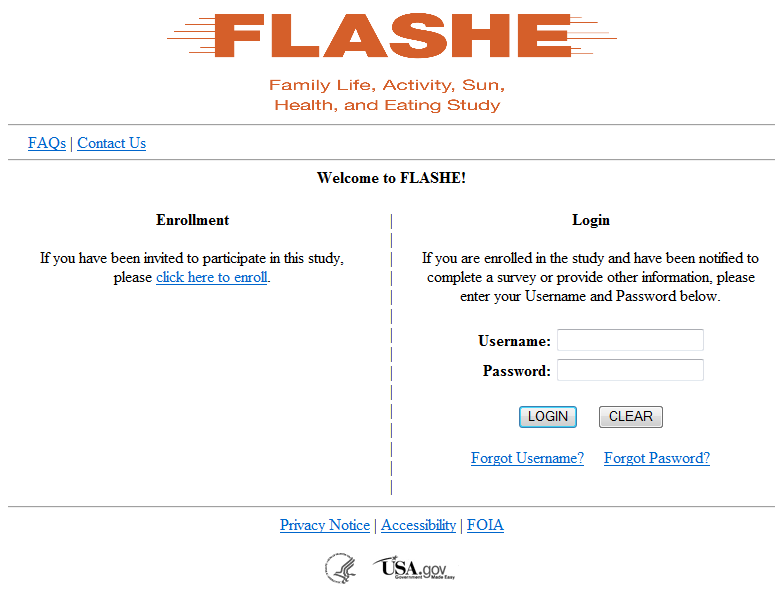 FLASHE
Family Life, Activity, Sun,
Health, and Eating Study
FAQs | Contact Us
Welcome to FLASHE!
Enrollment
If you have been invited to participate in this study,
please click here to enroll.
Login
If you are enrolled in the study and have been notified to
complete a survey or provide other information, please
enter your Username and Password below.
Username:
Password:
LOGIN CLEAR
Forgot Username? Forgot Pasword?
Privacy Notice | Accessibility | FOIA
USA.gov
Government Made Easy